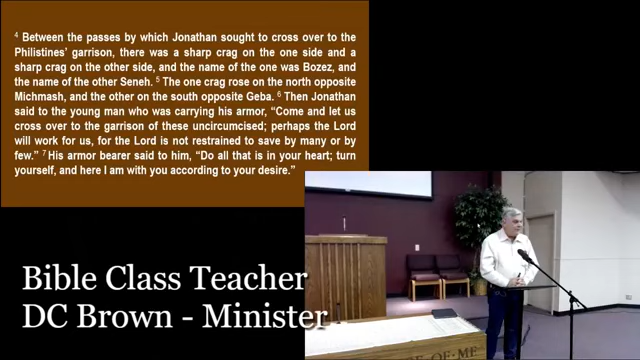 4 Between the passes by which Jonathan sought to cross over to the
Philistines’ garrison, there was a sharp crag on the one side and a
sharp crag on the other side, and the name of the one was Bozez, and
the name of the other Seneh. 5 The one crag rose on the north opposite
Michmash, and the other on the south opposite Geba. 6 Then Jonathan
said to the young man who was carrying his armor, “Come and let us
cross over to the garrison of these uncircumcised; perhaps the Lord
will work for us, for the Lord is not restrained to save by many or by
few.” 7 His armor bearer said to him, “Do all that is in your heart; turn
yourself, and here I am with you according to your desire.”
Bible Class Teacher
DC Brown - Minister
OF ME